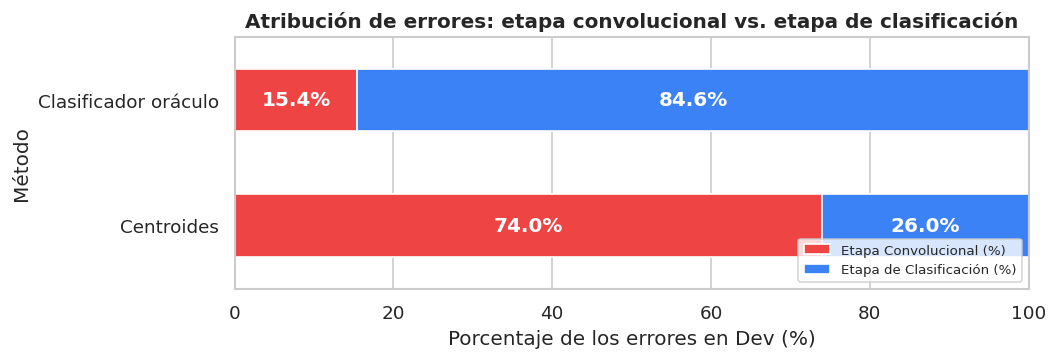 Atribución de errores: etapa convolucional vs. etapa de clasificación
Método
Clasificador oráculo
15.4%
84.6%
Centroides
74.0%
26.0%
Etapa Convolucional (%)
Etapa de Clasificación (%)
0
20
40
60
80
100
Porcentaje de los errores en Dev (%)